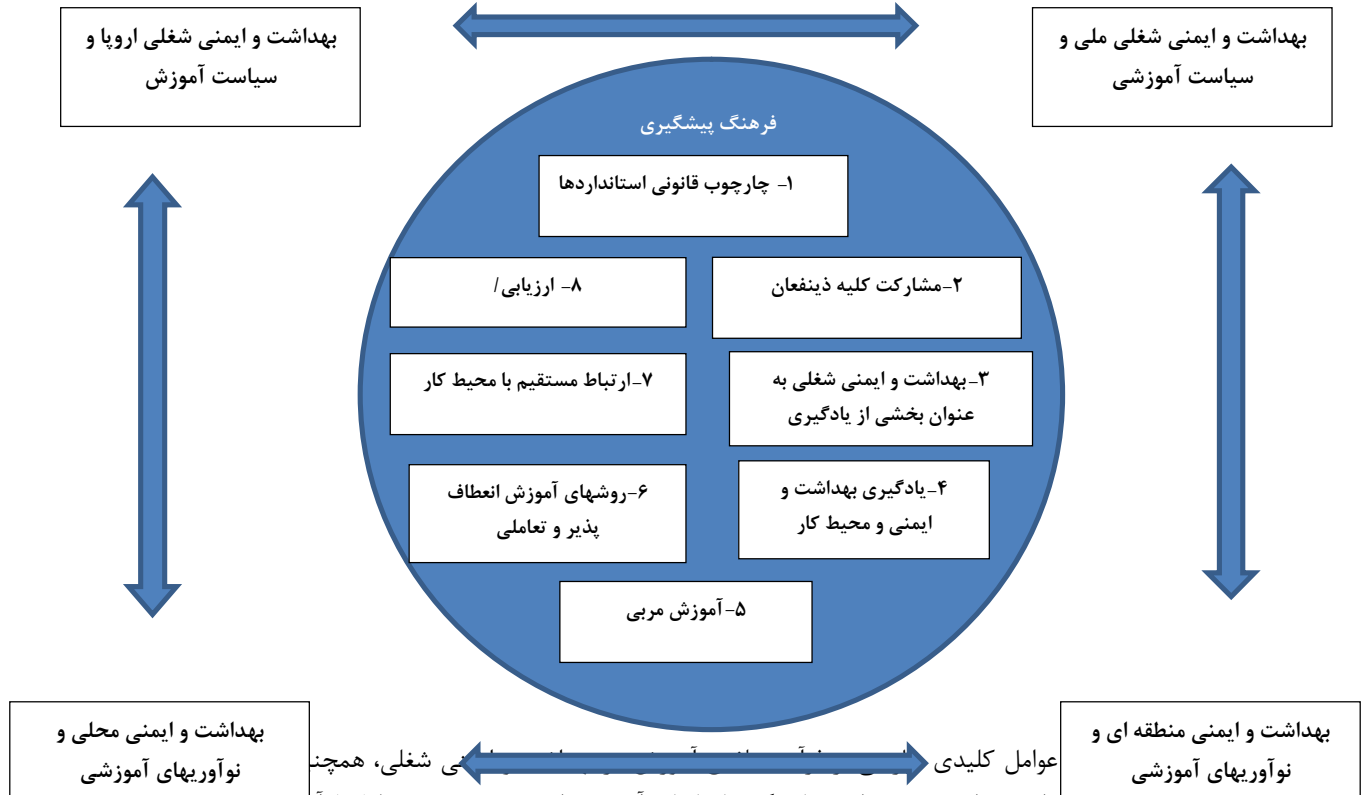 بهداشت و ایمنی شغلی ملی و
سیاست آموزشی
بهداشت و ایمنی شغلی اروپا و
سیاست آموزش
فرهنگ پیشگیری
۱- چارچوب قانونی استانداردها
۲-مشارکت کلیه ذینفعان
۸- ارزیابی/
۳-بهداشت و ایمنی شغلی به
عنوان بخشی از یادگیری
۷-ارتباط مستقیم با محیط کار
۴-یادگیری بهداشت و
ایمنی و محیط کار
۶-روشهای آموزش انعطاف
پذیر و تعاملی
۵-آموزش مربی
بهداشت و ایمنی منطقه ای و
نوآوریهای آموزشی
بهداشت و ایمنی محلی و
نوآوریهای آموزشی
عوامل کلیدی شغلی،